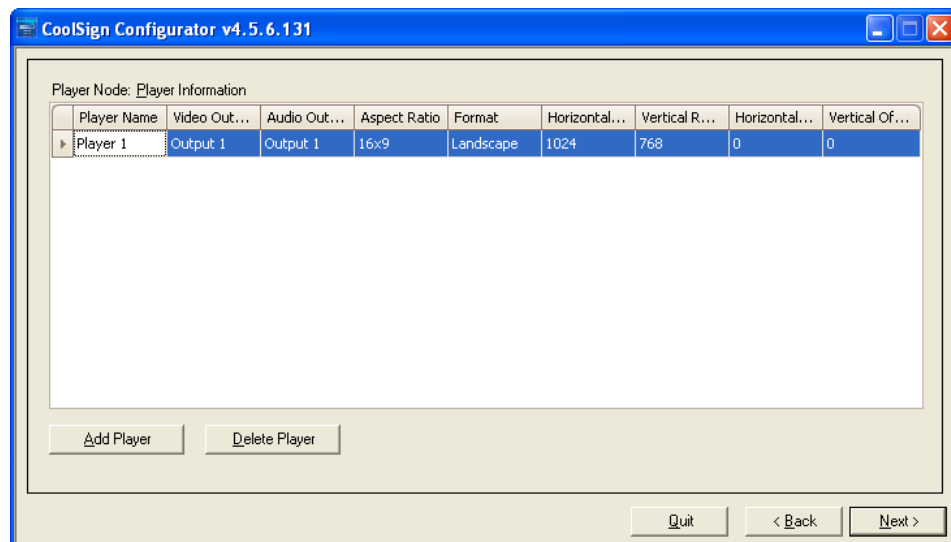 CoolSign Configurator v4.5.6.131
Player Node: Player Information
Player Name Video Out... Audio Out... Aspect Ratio Format Horizontal... Vertical R... Horizontal... Vertical Of...
Player 1 Output 1 Output 1 16x9 Landscape 1024 768 0 0
Add Player Delete Player
Quit < Back Next >